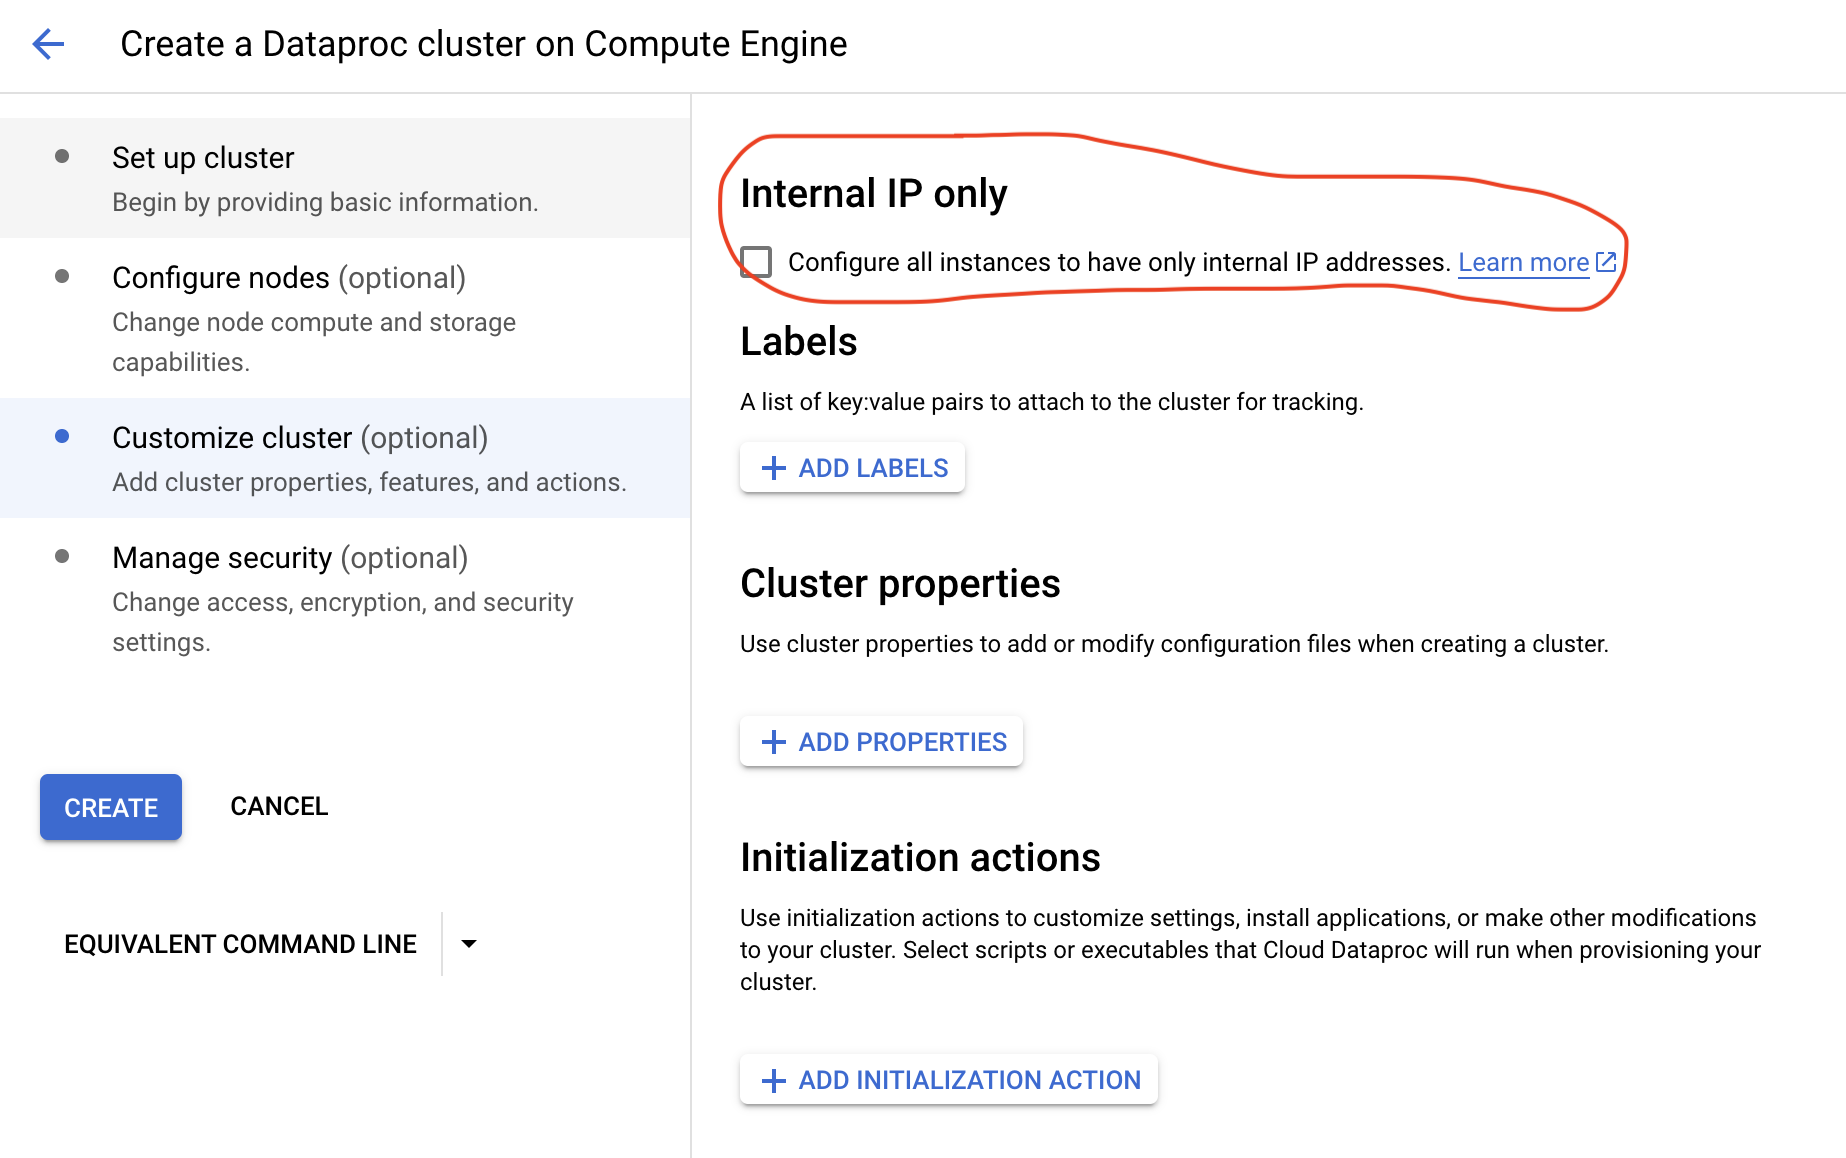 Create a Dataproc cluster on Compute Engine
Set up cluster
Begin by providing basic information.
Configure nodes (optional)
Change node compute and storage
capabilities.
Customize cluster (optional)
Add cluster properties, features, and actions.
Manage security (optional)
Change access, encryption, and security
settings.
CREATE CANCEL
EQUIVALENT COMMAND LINE
Internal IP only
Configure all instances to have only internal IP addresses. Learn more
Labels
A list of key:value pairs to attach to the cluster for tracking.
ADD LABELS
Cluster properties
Use cluster properties to add or modify configuration files when creating a cluster.
ADD PROPERTIES
Initialization actions
Use initialization actions to customize settings, install applications, or make other modifications
to your cluster. Select scripts or executables that Cloud Dataproc will run when provisioning your
cluster.
ADD INITIALIZATION ACTION